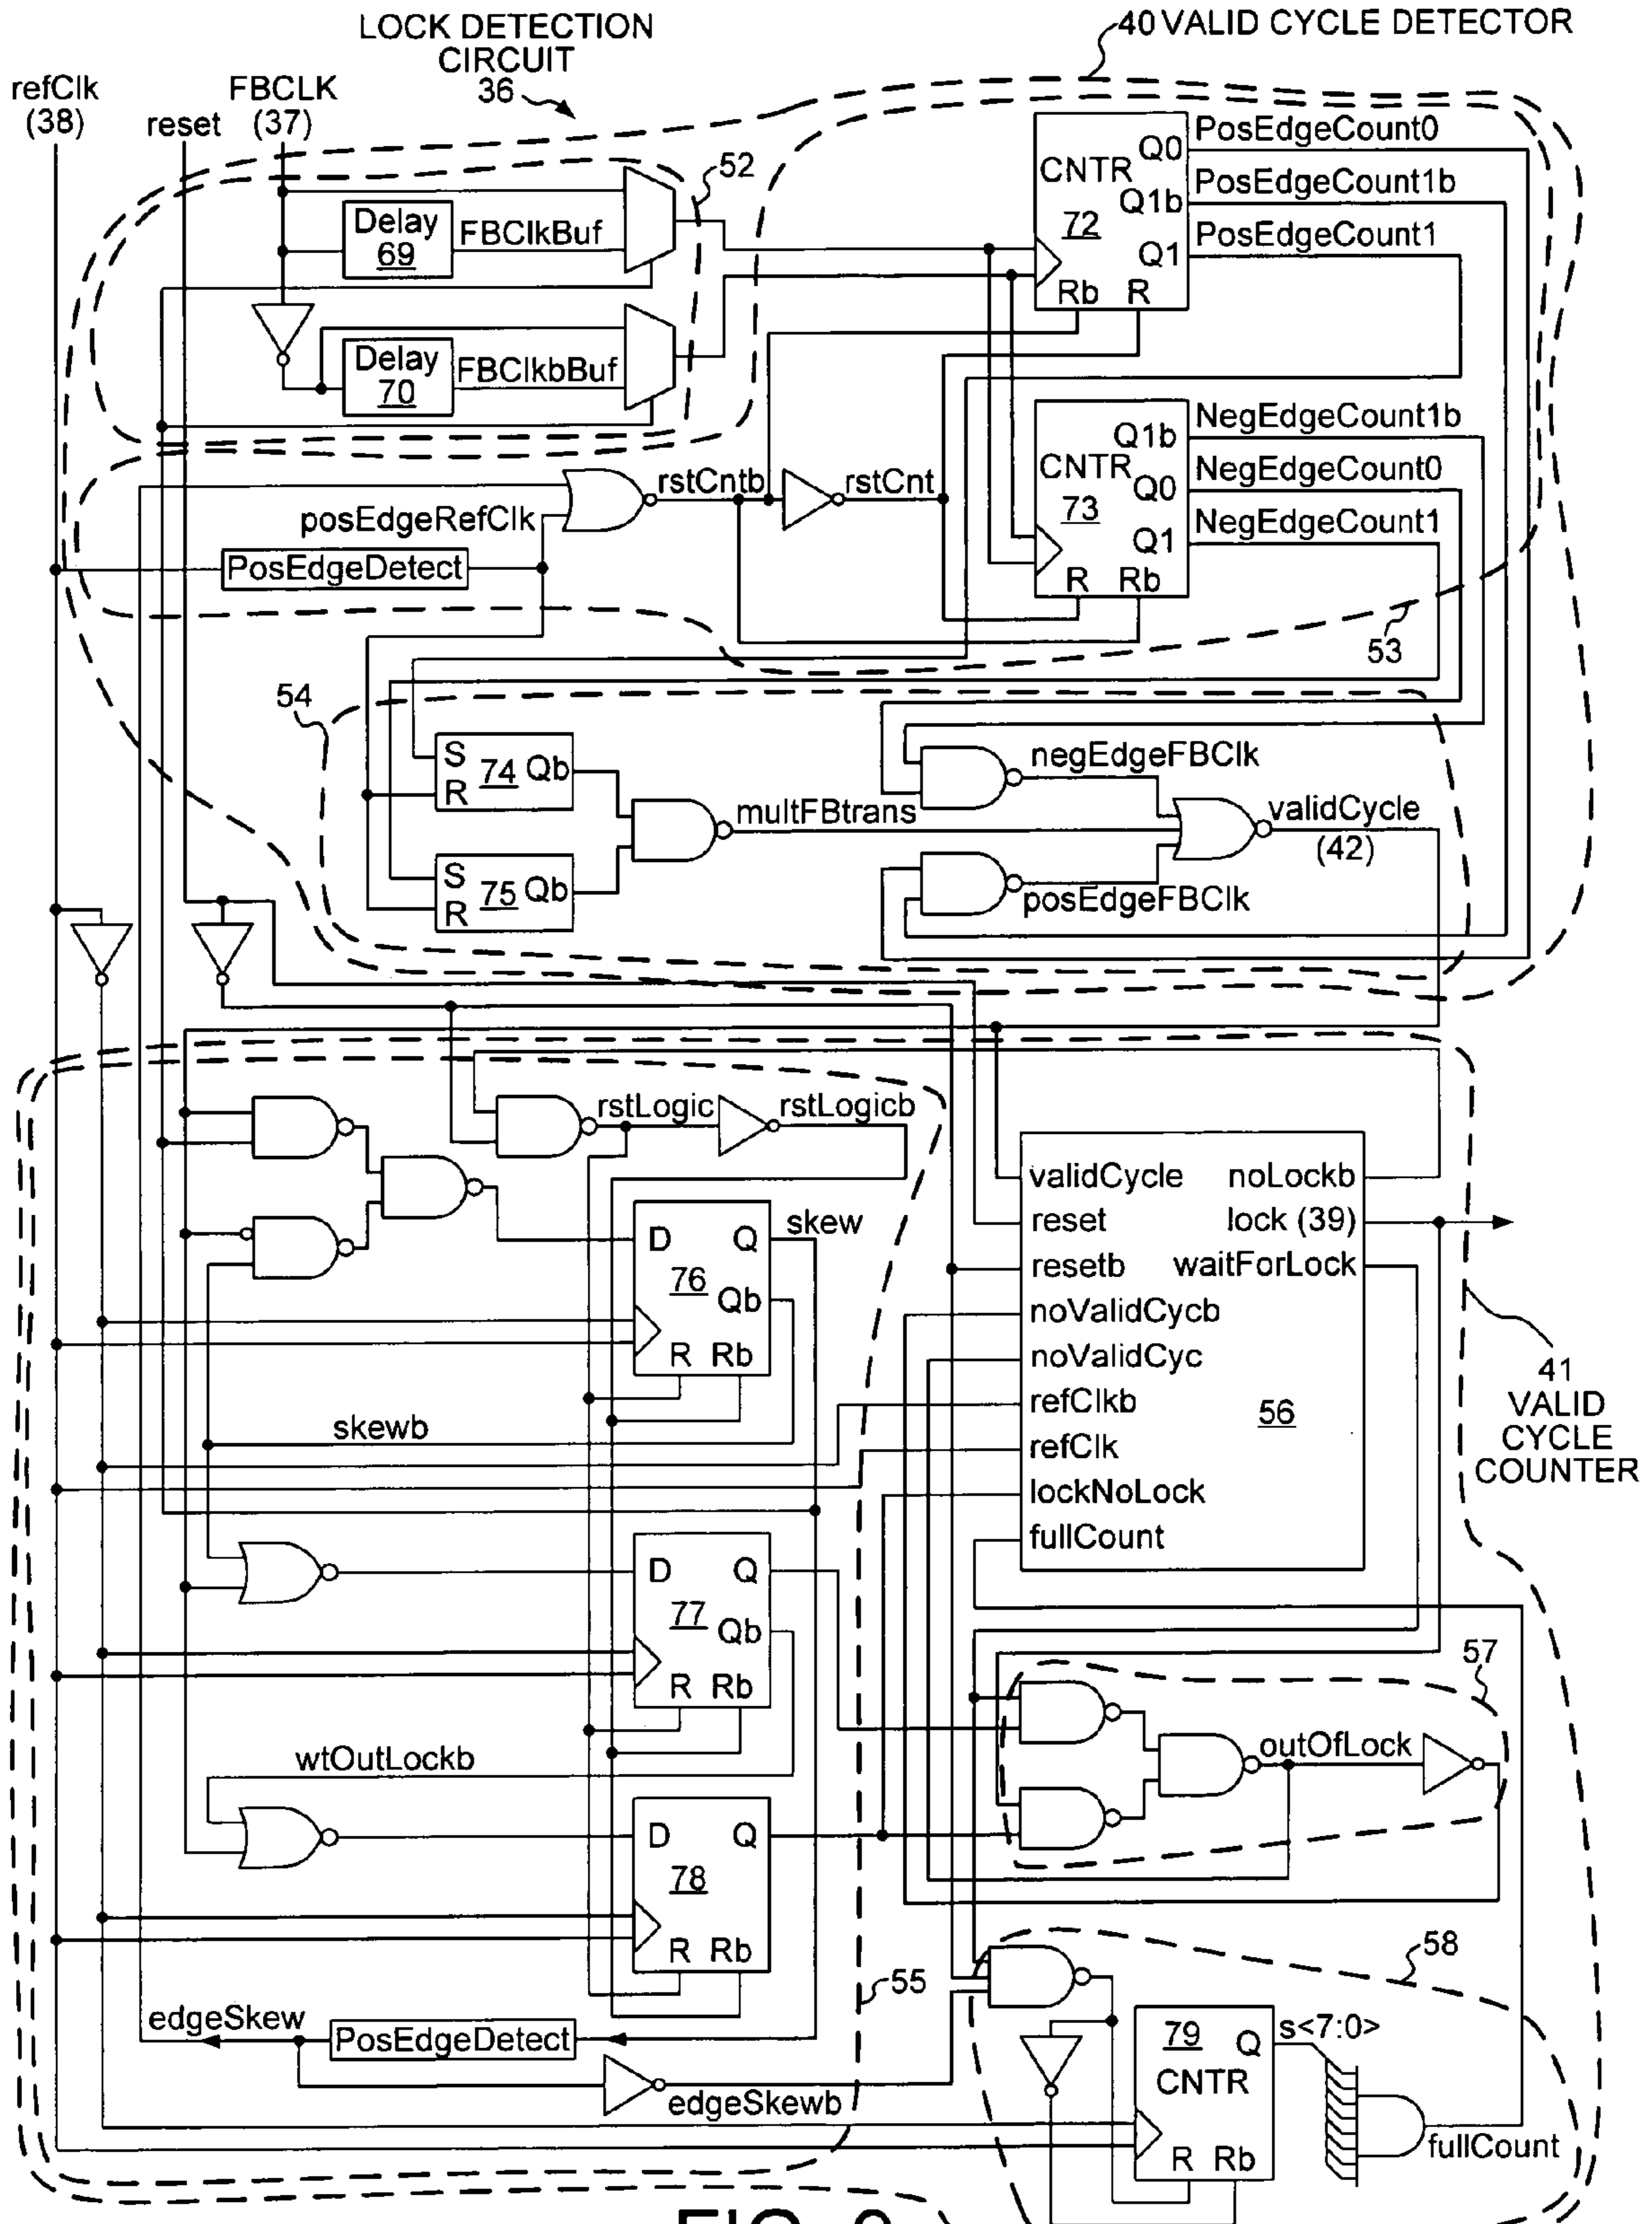 LOCK DETECTION
CIRCUIT
36
40 VALID CYCLE DETECTOR
refClk
(38)
reset
FBCLK
(37)
52
Delay
69
FBClkBuf
Delay
70
FBClkbBuf
CNTR
72
Q0
Q1b
Q1
Rb R
PosEdgeCount0
PosEdgeCount1b
PosEdgeCount1
CNTR
73
Q1b
Q0
Q1
R Rb
NegEdgeCount1b
NegEdgeCount0
NegEdgeCount1
rstCntb
rstCnt
posEdgeRefClk
PosEdgeDetect
53
54
S
R
74
Qb
S
R
75
Qb
multFBtrans
negEdgeFBClk
posEdgeFBClk
validCycle
(42)
rstLogic
rstLogicb
D Q
76
Qb
R Rb
skew
skewb
validCycle
reset
resetb
noValidCycb
noValidCyc
refClkb
refClk
lockNoLock
fullCount
noLockb
lock (39)
waitForLock
56
41
VALID
CYCLE
COUNTER
D Q
77
Qb
R Rb
wtOutLockb
57
outOfLock
D Q
78
R Rb
55
58
edgeSkew
PosEdgeDetect
edgeSkewb
79
Q
CNTR
R Rb
s<7:0>
fullCount